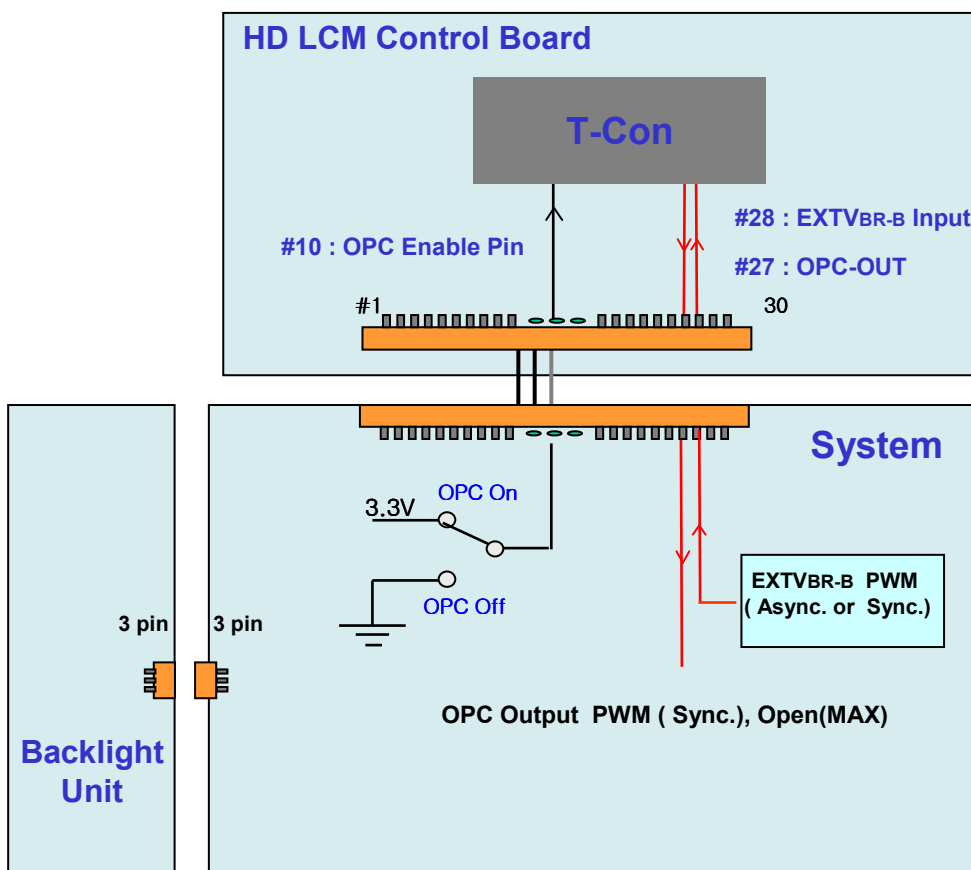 HD LCM Control Board
T-Con
#28 : EXTVBR-B Input
#10 : OPC Enable Pin
#27 : OPC-OUT
#1
30
System
OPC On
3.3V
OPC Off
EXTVBR-B PWM
( Async. or Sync.)
3 pin
3 pin
OPC Output PWM ( Sync.), Open(MAX)
Backlight
Unit